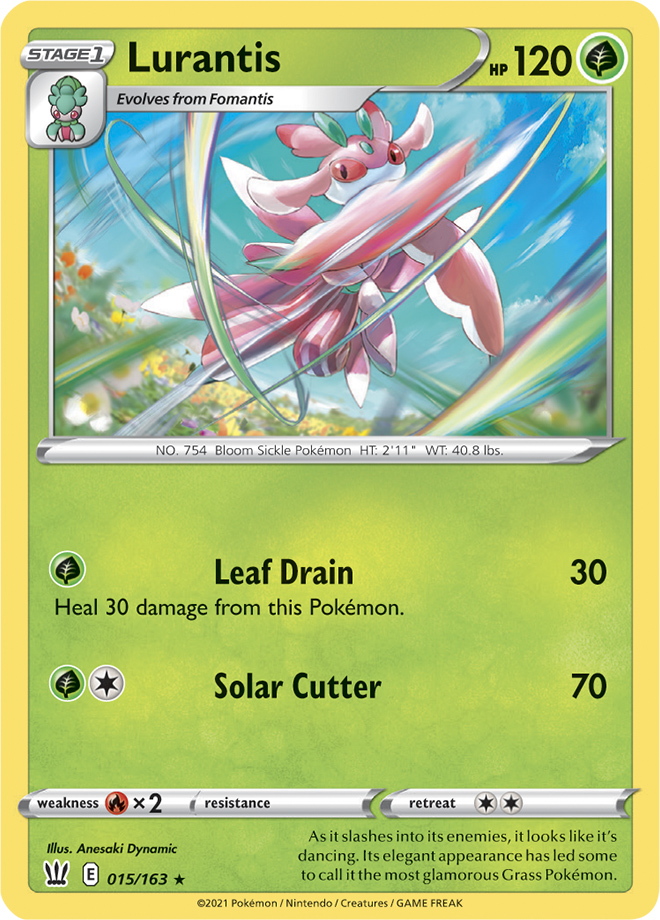 STAGE1
Lurantis
HP 120
Evolves from Fomantis
NO. 754 Bloom Sickle Pokémon HT: 2'11" WT: 40.8 lbs.
Leaf Drain 30
Heal 30 damage from this Pokémon.
Solar Cutter 70
weakness ×2 resistance retreat
Illus. Anesaki Dynamic
E 015/163 ★
As it slashes into its enemies, it looks like it's
dancing. Its elegant appearance has led some
to call it the most glamorous Grass Pokémon.
©2021 Pokémon / Nintendo / Creatures / GAME FREAK